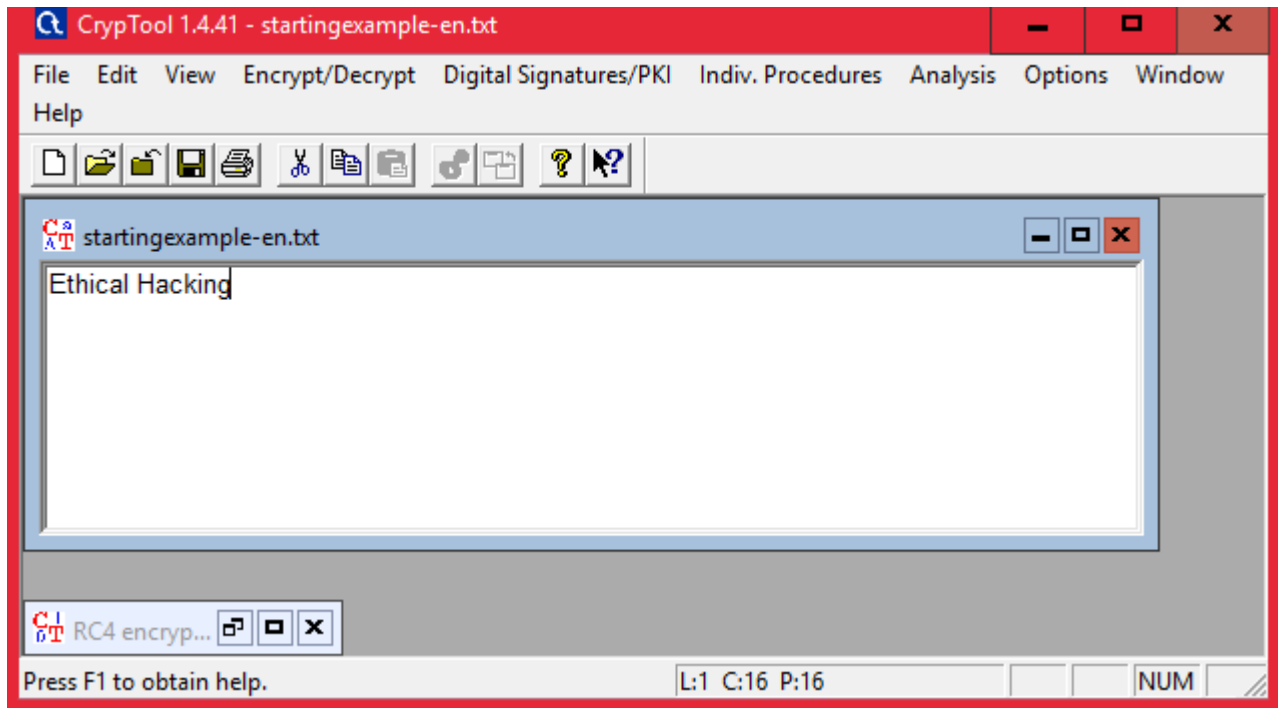 CrypTool 1.4.41 - startingexample-en.txt
File Edit View Encrypt/Decrypt Digital Signatures/PKI Indiv. Procedures Analysis Options Window
Help
startingexample-en.txt
Ethical Hacking
RC4 encryp...
Press F1 to obtain help. L:1 C:16 P:16 NUM